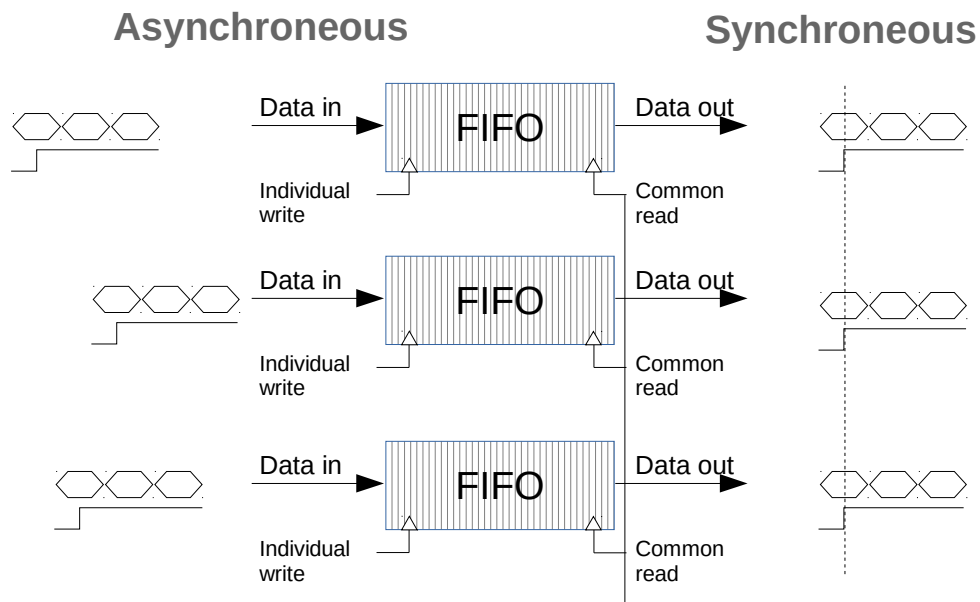 Asynchroneous
Synchroneous
Data in
FIFO
Data out
Individual
write
Common
read
Data in
FIFO
Data out
Individual
write
Common
read
Data in
FIFO
Data out
Individual
write
Common
read